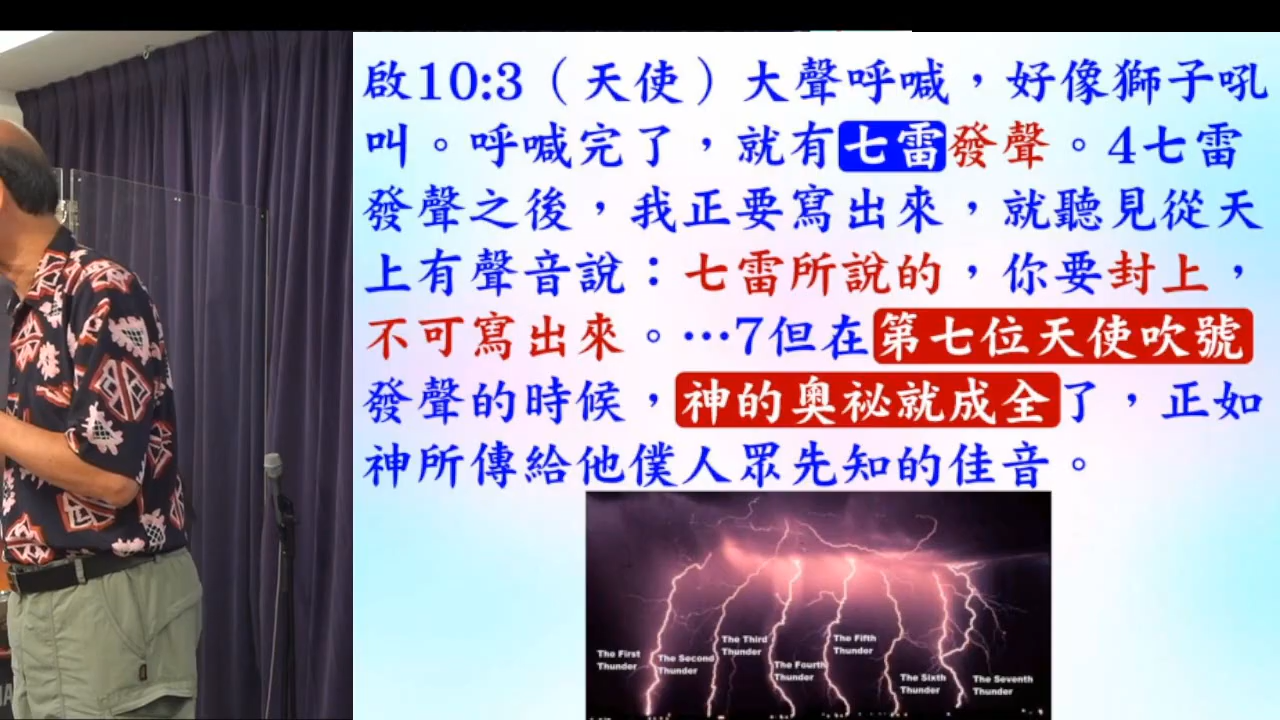 啟10:3（天使）大聲呼喊，好像獅子吼
叫。呼喊完了，就有七雷發聲。4七雷
發聲之後，我正要寫出來，就聽見從天
上有聲音說：七雷所說的，你要封上，
不可寫出來。…7但在第七位天使吹號
發聲的時候，神的奧祕就成全了，正如
神所傳給他僕人眾先知的佳音。
The First
Thunder
The Second
Thunder
The Third
Thunder
The Fourth
Thunder
The Fifth
Thunder
The Sixth
Thunder
The Seventh
Thunder